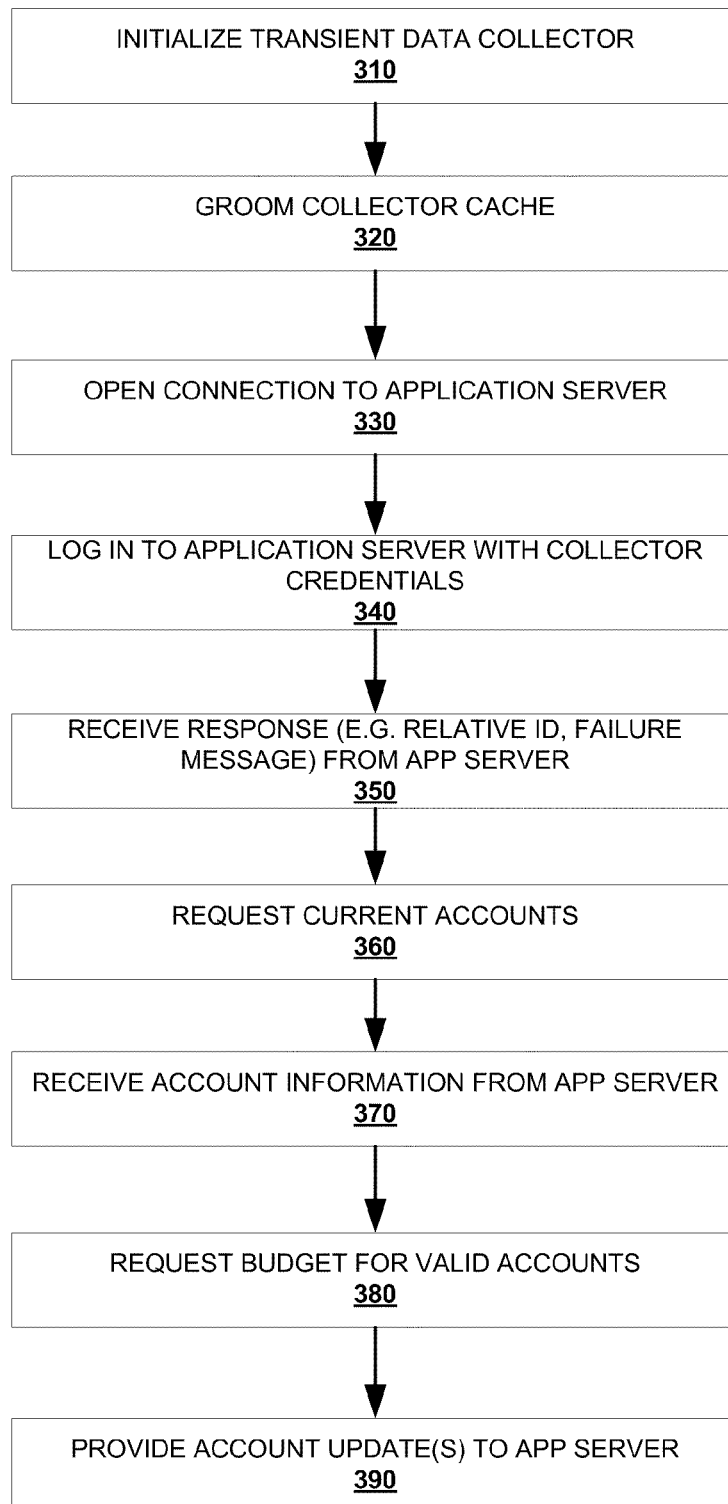 INITIALIZE TRANSIENT DATA COLLECTOR
310
GROOM COLLECTOR CACHE
320
OPEN CONNECTION TO APPLICATION SERVER
330
LOG IN TO APPLICATION SERVER WITH COLLECTOR
CREDENTIALS
340
RECEIVE RESPONSE (E.G. RELATIVE ID, FAILURE
MESSAGE) FROM APP SERVER
350
REQUEST CURRENT ACCOUNTS
360
RECEIVE ACCOUNT INFORMATION FROM APP SERVER
370
REQUEST BUDGET FOR VALID ACCOUNTS
380
PROVIDE ACCOUNT UPDATE(S) TO APP SERVER
390